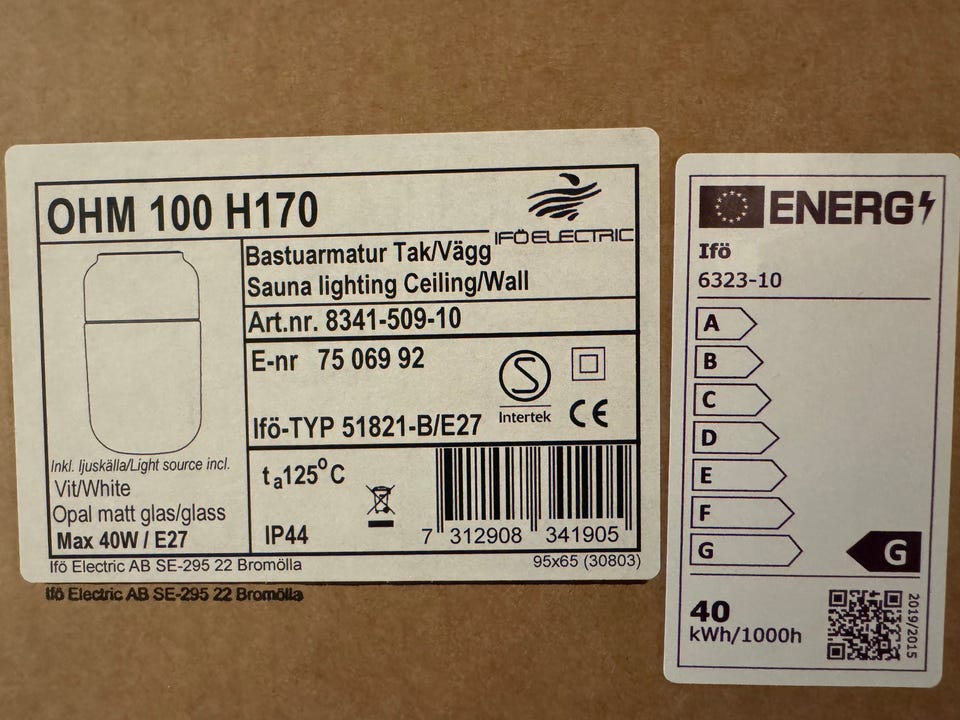 OHM 100 H170
IFÖ ELECTRIC
Bastuarmatur Tak/Vägg
Sauna lighting Ceiling/Wall
Art.nr. 8341-509-10
E-nr 75 069 92
S
Intertek
CE
Ifö-TYP 51821-B/E27
Inkl. ljuskälla/Light source incl.
Vit/White
Opal matt glas/glass
Max 40W / E27
ta125°C
IP44
7 312908 341905
Ifö Electric AB SE-295 22 Bromölla
95x65 (30803)
Ifö Electric AB SE-295 22 Bromölla
ENERG
Ifö
6323-10
A
B
C
D
E
F
G
G
40
kWh/1000h
2019/2015